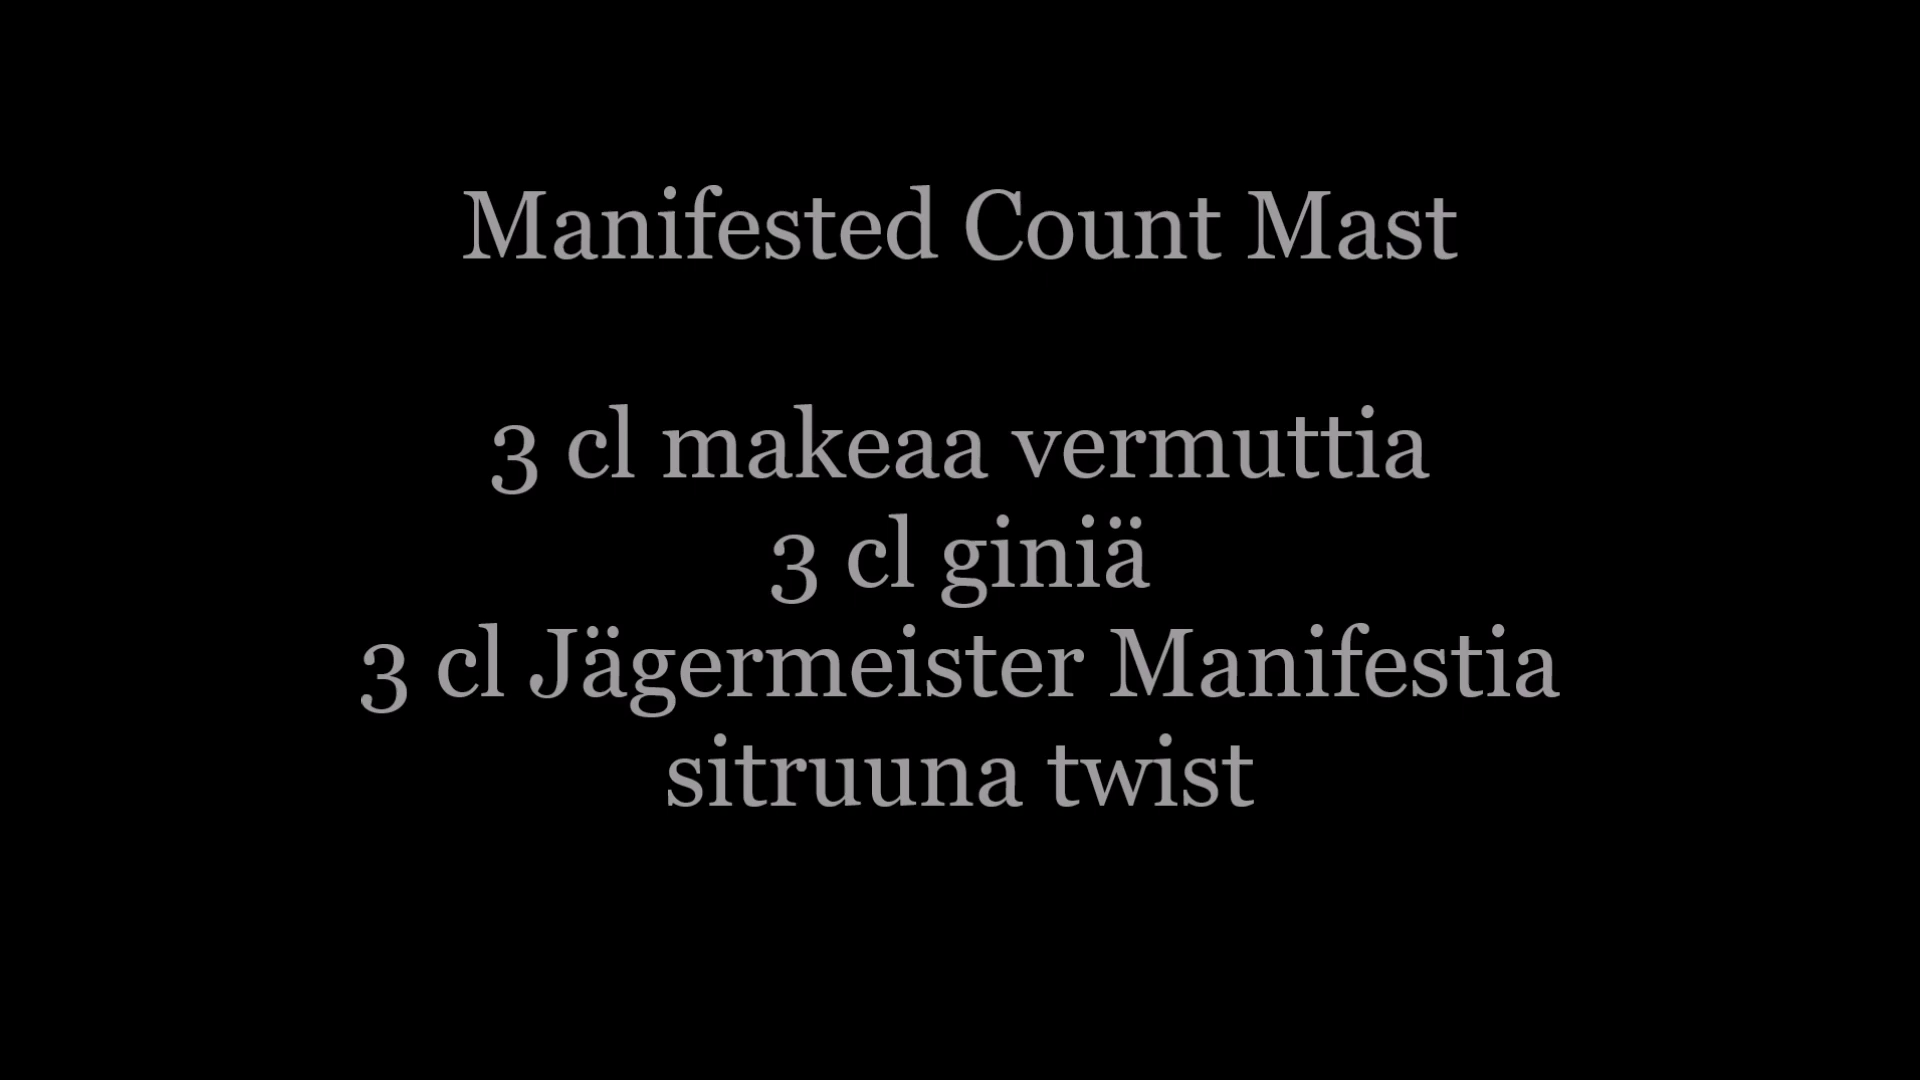 Manifested Count Mast
3 cl makeaa vermuttia
3 cl giniä
3 cl Jägermeister Manifestia
sitruuna twist